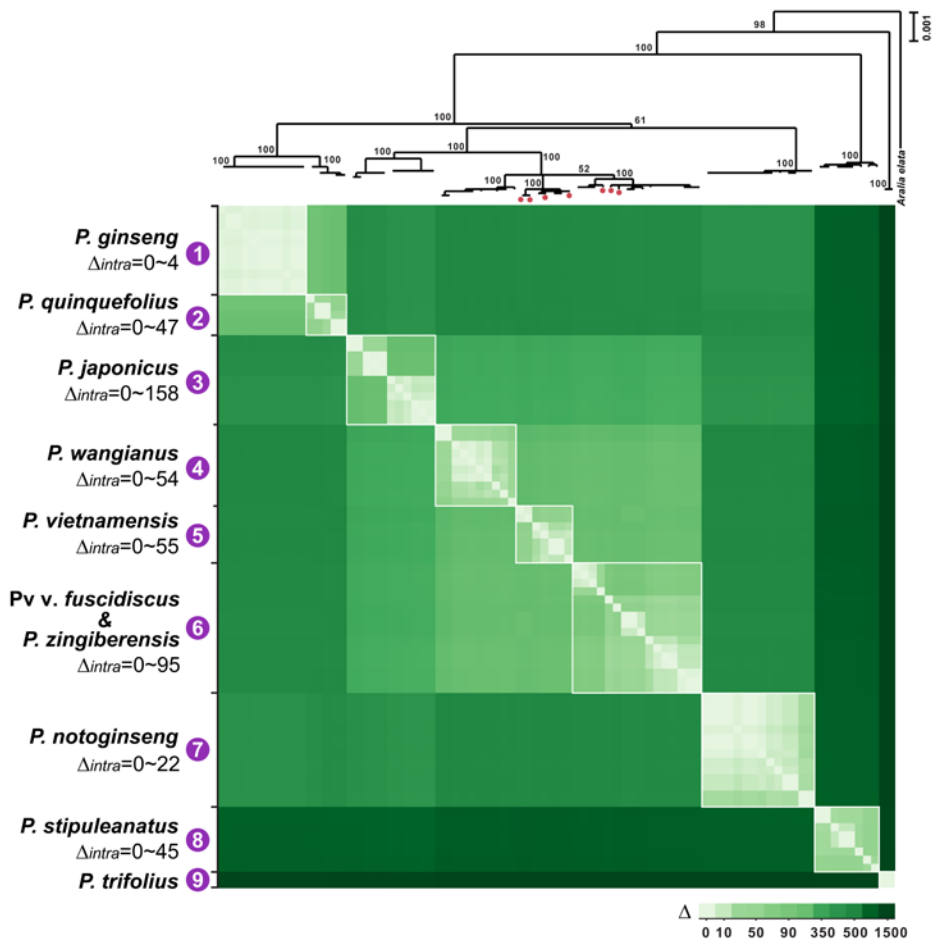 98
0.001
100
100
61
100
100
100
100
100
100
52
100
100
100
100
100
100
Aralia elata
P. ginseng
Δintra=0~4
1
P. quinquefolius
Δintra=0~47
2
P. japonicus
Δintra=0~158
3
P. wangianus
Δintra=0~54
4
P. vietnamensis
Δintra=0~55
5
Pv v. fuscidiscus
&
P. zingiberensis
Δintra=0~95
6
P. notoginseng
Δintra=0~22
7
P. stipuleanatus
Δintra=0~45
8
P. trifolius
9
Δ
0 10 50 90 350 500 1500